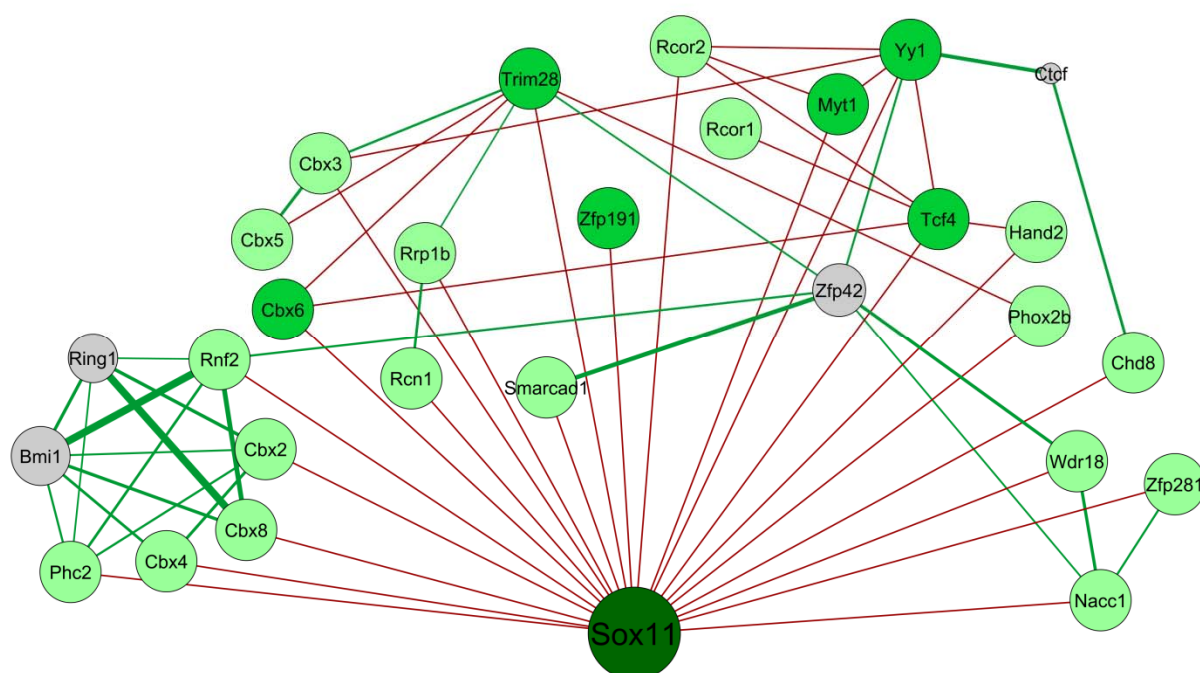 Rcor2
Yy1
Ctcf
Trim28
Myt1
Rcor1
Cbx3
Zfp191
Tcf4
Hand2
Cbx5
Rrp1b
Zfp42
Cbx6
Phox2b
Ring1
Rnf2
Rcn1
Smarcad1
Chd8
Bmi1
Cbx2
Wdr18
Zfp281
Cbx8
Phc2
Cbx4
Nacc1
Sox11